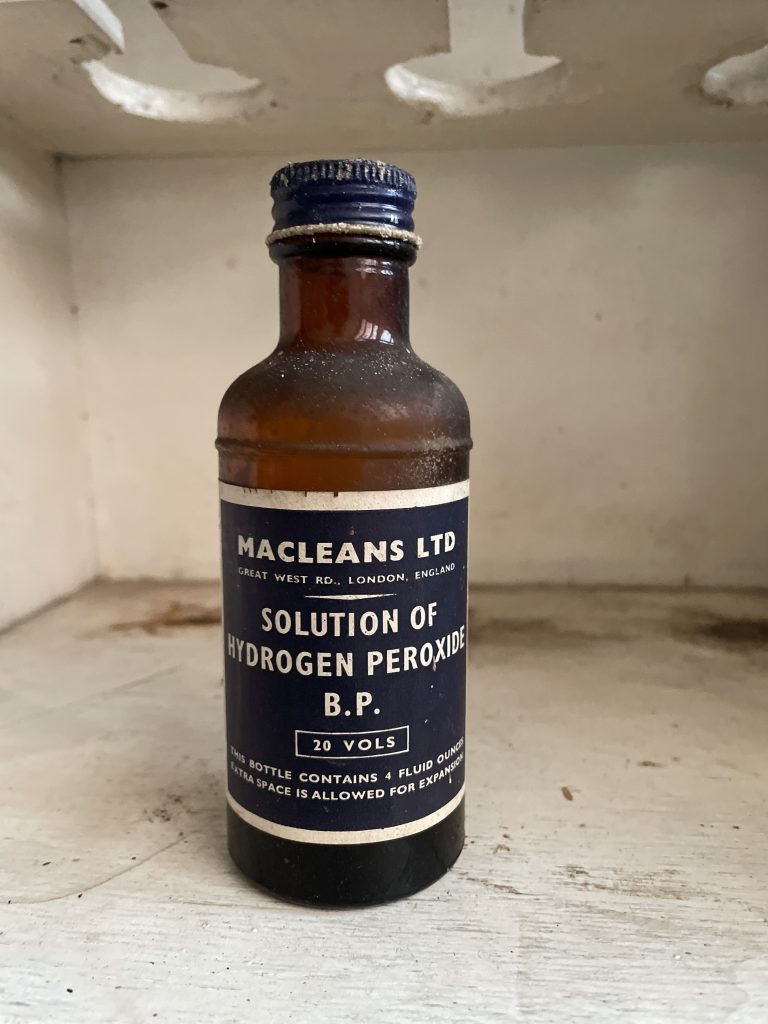 MACLEANS LTD
GREAT WEST RD., LONDON, ENGLAND
SOLUTION OF
HYDROGEN PEROXIDE
B.P.
20 VOLS
THIS BOTTLE CONTAINS 4 FLUID OUNCES
EXTRA SPACE IS ALLOWED FOR EXPANSION